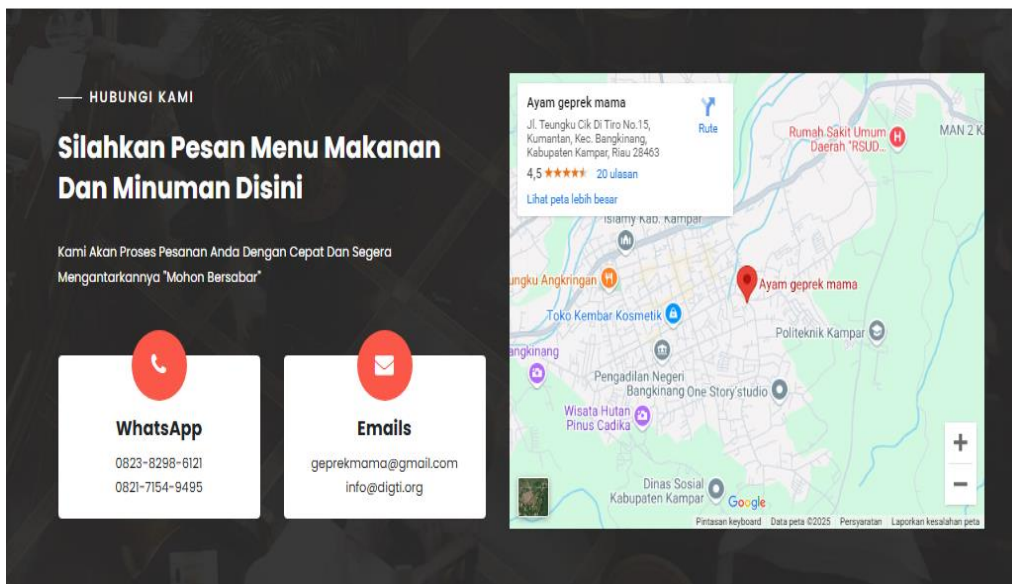 HUBUNGI KAMI
Silahkan Pesan Menu Makanan
Dan Minuman Disini
Kami Akan Proses Pesanan Anda Dengan Cepat Dan Segera
Mengantarkannya "Mohon Bersabar"
WhatsApp
0823-8298-6121
0821-7154-9495
Emails
geprekmama@gmail.com
info@digti.org
Ayam geprek mama
Jl. Teungku Cik Di Tiro No.15,
Kumantan, Kec. Bangkinang,
Kabupaten Kampar, Riau 28463
4,5 20 ulasan
Lihat peta lebih besar
Rute
Rumah Sakit Umum
Daerah "RSUD...
MAN 2 K
Islamy Kab. Kampar
ungku Angkringan
Ayam geprek mama
Toko Kembar Kosmetik
Politeknik Kampar
angkinang
Pengadilan Negeri
Bangkinang
One Story'studio
Wisata Hutan
Pinus Cadika
Dinas Sosial
Kabupaten Kampar
Google
+
−
Pintasan keyboard Data peta ©2025 Persyaratan Laporkan kesalahan peta